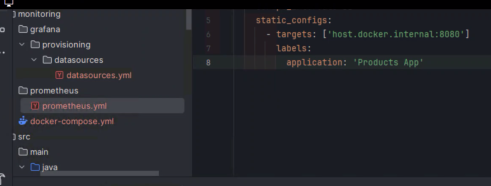 monitoring
grafana
provisioning
datasources
datasources.yml
prometheus
prometheus.yml
docker-compose.yml
src
main
java
5 static_configs:
6 - targets: ['host.docker.internal:8080']
7 labels:
8 application: 'Products App'